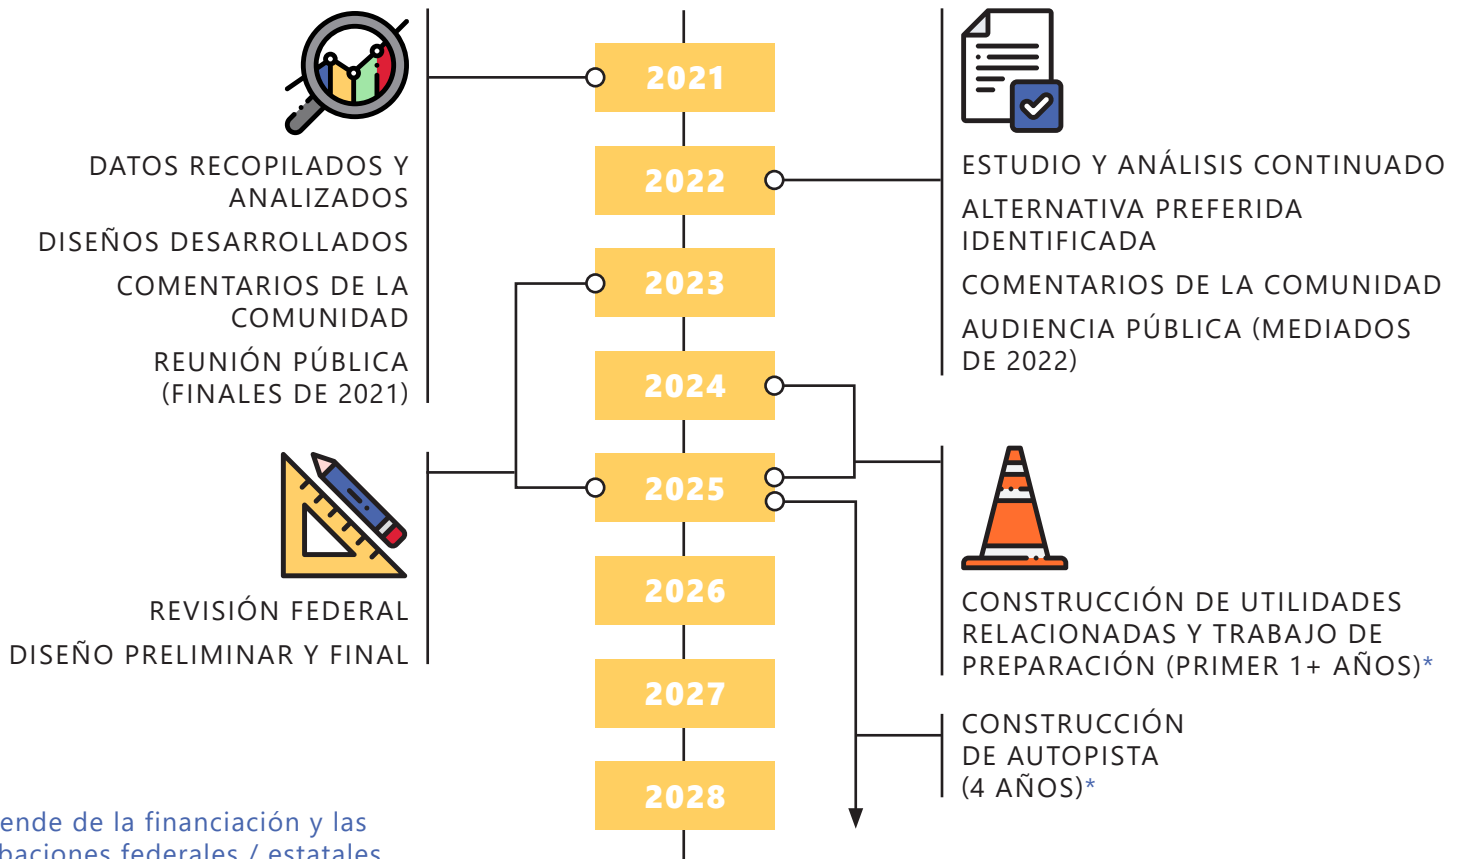 2021
DATOS RECOPILADOS Y
ANALIZADOS
DISEÑOS DESARROLLADOS
COMENTARIOS DE LA
COMUNIDAD
REUNIÓN PÚBLICA
(FINALES DE 2021)
2022
ESTUDIO Y ANÁLISIS CONTINUADO
ALTERNATIVA PREFERIDA
IDENTIFICADA
COMENTARIOS DE LA COMUNIDAD
AUDIENCIA PÚBLICA (MEDIADOS
DE 2022)
2023
2024
2025
2026
2027
2028
REVISIÓN FEDERAL
DISEÑO PRELIMINAR Y FINAL
CONSTRUCCIÓN DE UTILIDADES
RELACIONADAS Y TRABAJO DE
PREPARACIÓN (PRIMER 1+ AÑOS)*
CONSTRUCCIÓN
DE AUTOPISTA
(4 AÑOS)*
de la financiación y las
federales / estatales